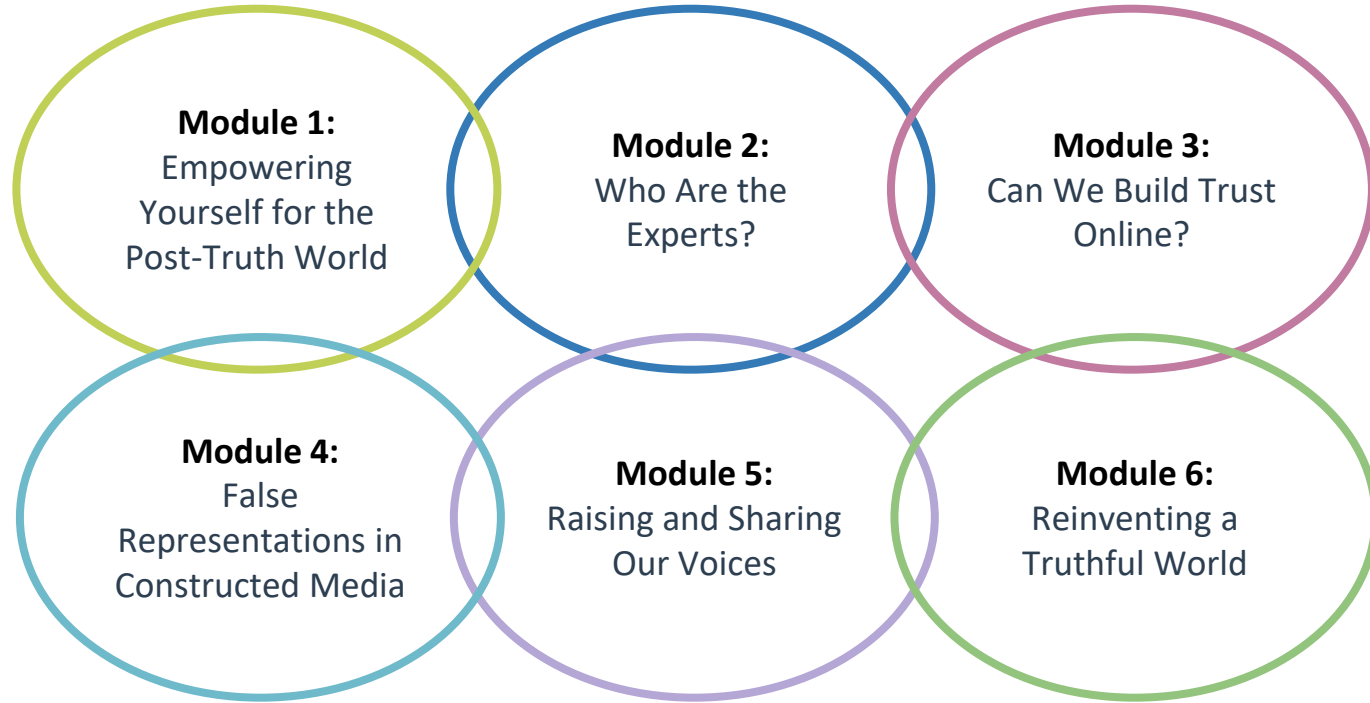 Module 1:
Empowering
Yourself for the
Post-Truth World
Module 2:
Who Are the
Experts?
Module 3:
Can We Build Trust
Online?
Module 4:
False
Representations in
Constructed Media
Module 5:
Raising and Sharing
Our Voices
Module 6:
Reinventing a
Truthful World